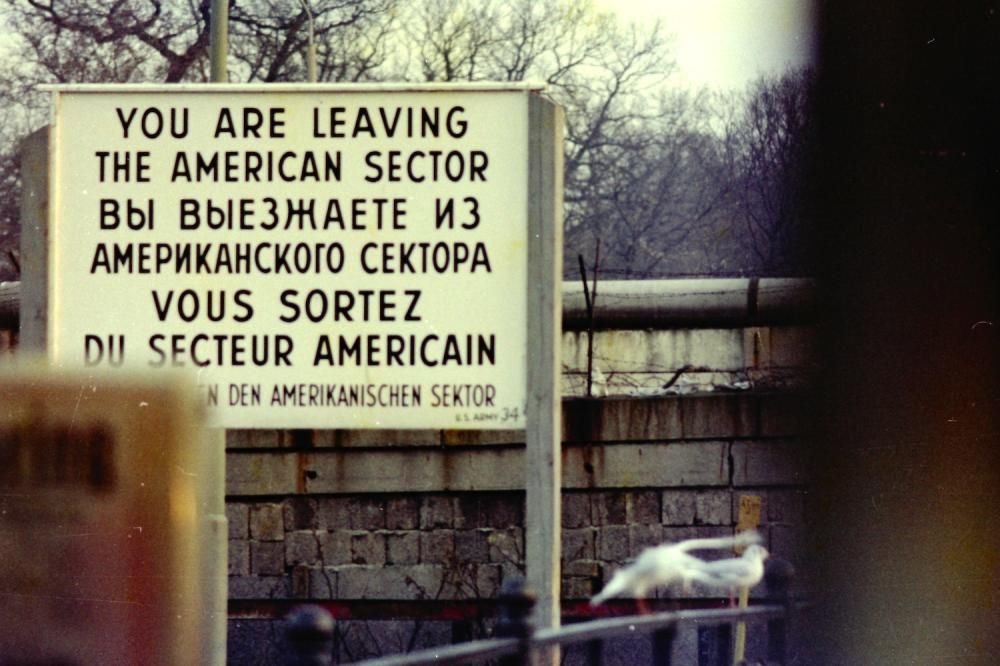 YOU ARE LEAVING
THE AMERICAN SECTOR
ВЫ ВЫЕЗЖАЕТЕ ИЗ
АМЕРИКАНСКОГО СЕКТОРА
VOUS SORTEZ
DU SECTEUR AMERICAIN
DEN AMERIKANISCHEN SEKTOR
U.S. ARMY 34